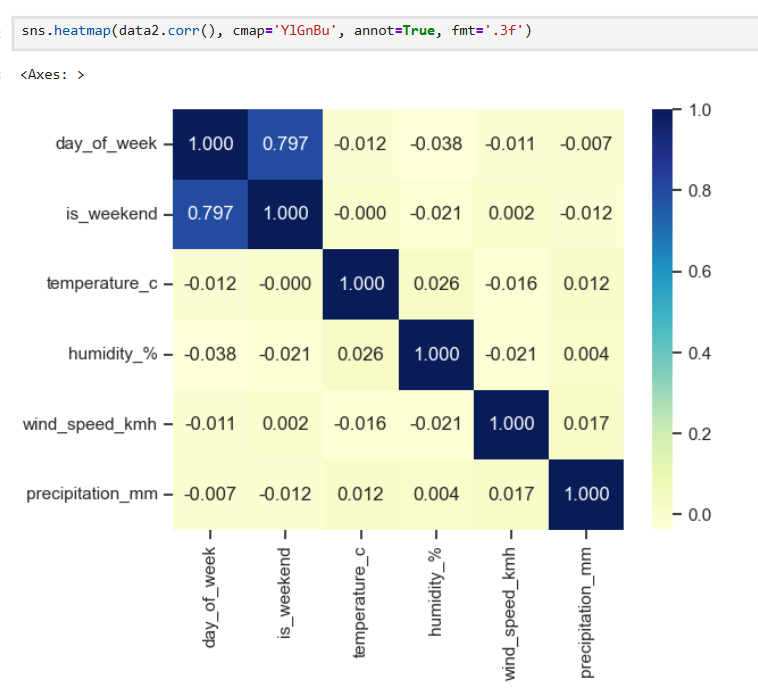 sns.heatmap(data2.corr(), cmap='YlGnBu', annot=True, fmt='.3f')
<Axes: >
day_of_week 1.000 0.797 -0.012 -0.038 -0.011 -0.007
is_weekend 0.797 1.000 -0.000 -0.021 0.002 -0.012
temperature_c -0.012 -0.000 1.000 0.026 -0.016 0.012
humidity_% -0.038 -0.021 0.026 1.000 -0.021 0.004
wind_speed_kmh -0.011 0.002 -0.016 -0.021 1.000 0.017
precipitation_mm -0.007 -0.012 0.012 0.004 0.017 1.000
day_of_week
is_weekend
temperature_c
humidity_%
wind_speed_kmh
precipitation_mm
1.0
0.8
0.6
0.4
0.2
0.0